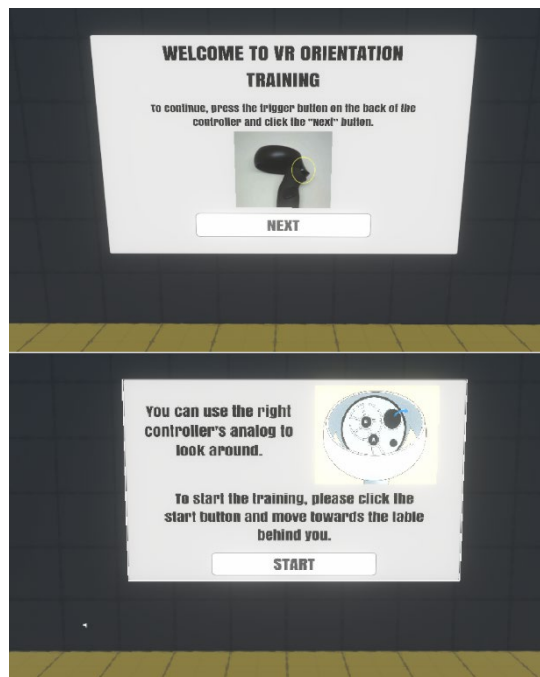 WELCOME TO VR ORIENTATION
TRAINING
To continue, press the trigger button on the back of the
controller and click the "Next" button.
NEXT
You can use the right
controller's analog to
look around.
To start the training, please click the
start button and move towards the table
behind you.
START